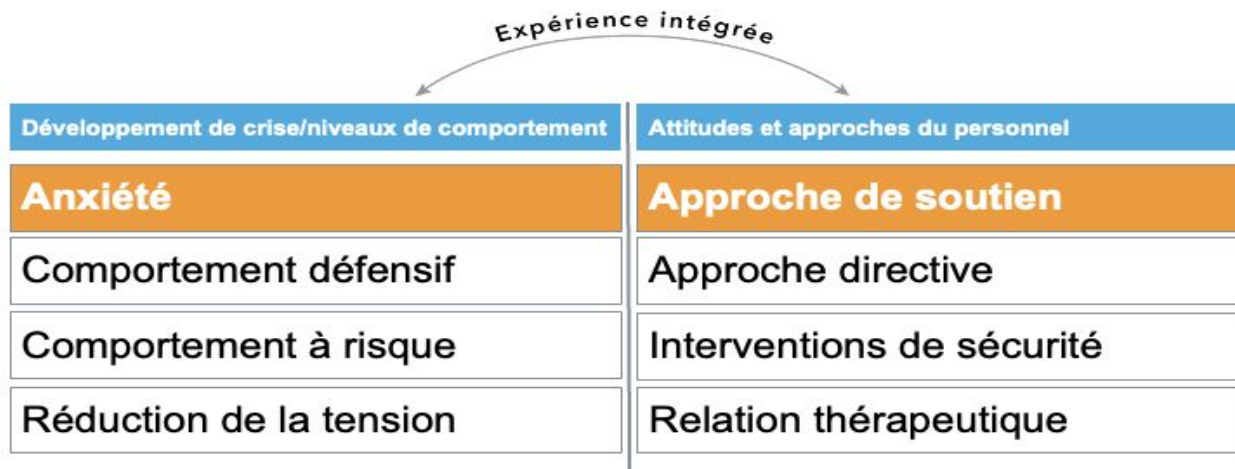 Expérience intégrée
Développement de crise/niveaux de comportement
Attitudes et approches du personnel
Anxiété
Approche de soutien
Comportement défensif
Approche directive
Comportement à risque
Interventions de sécurité
Réduction de la tension
Relation thérapeutique